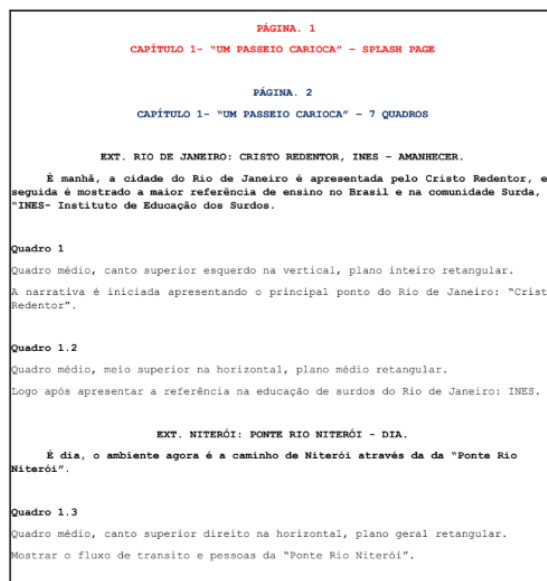 PÁGINA. 1
CAPÍTULO 1- “UM PASSEIO CARIOCA” – SPLASH PAGE
PÁGINA. 2
CAPÍTULO 1- “UM PASSEIO CARIOCA” – 7 QUADROS
EXT. RIO DE JANEIRO: CRISTO REDENTOR, INES – AMANHECER.
É manhã, a cidade do Rio de Janeiro é apresentada pelo Cristo Redentor, e
seguida é mostrado a maior referência de ensino no Brasil e na comunidade Surda,
“INES- Instituto de Educação dos Surdos.
Quadro 1
Quadro médio, canto superior esquerdo na vertical, plano inteiro retangular.
A narrativa é iniciada apresentando o principal ponto do Rio de Janeiro: “Crist
Redentor”.
Quadro 1.2
Quadro médio, meio superior na horizontal, plano médio retangular.
Logo após apresentar a referência na educação de surdos do Rio de Janeiro: INES.
EXT. NITERÓI: PONTE RIO NITERÓI - DIA.
É dia, o ambiente agora é a caminho de Niterói através da da “Ponte Rio
Niterói”.
Quadro 1.3
Quadro médio, canto superior direito na horizontal, plano geral retangular.
Mostrar o fluxo de transito e pessoas da “Ponte Rio Niterói”.